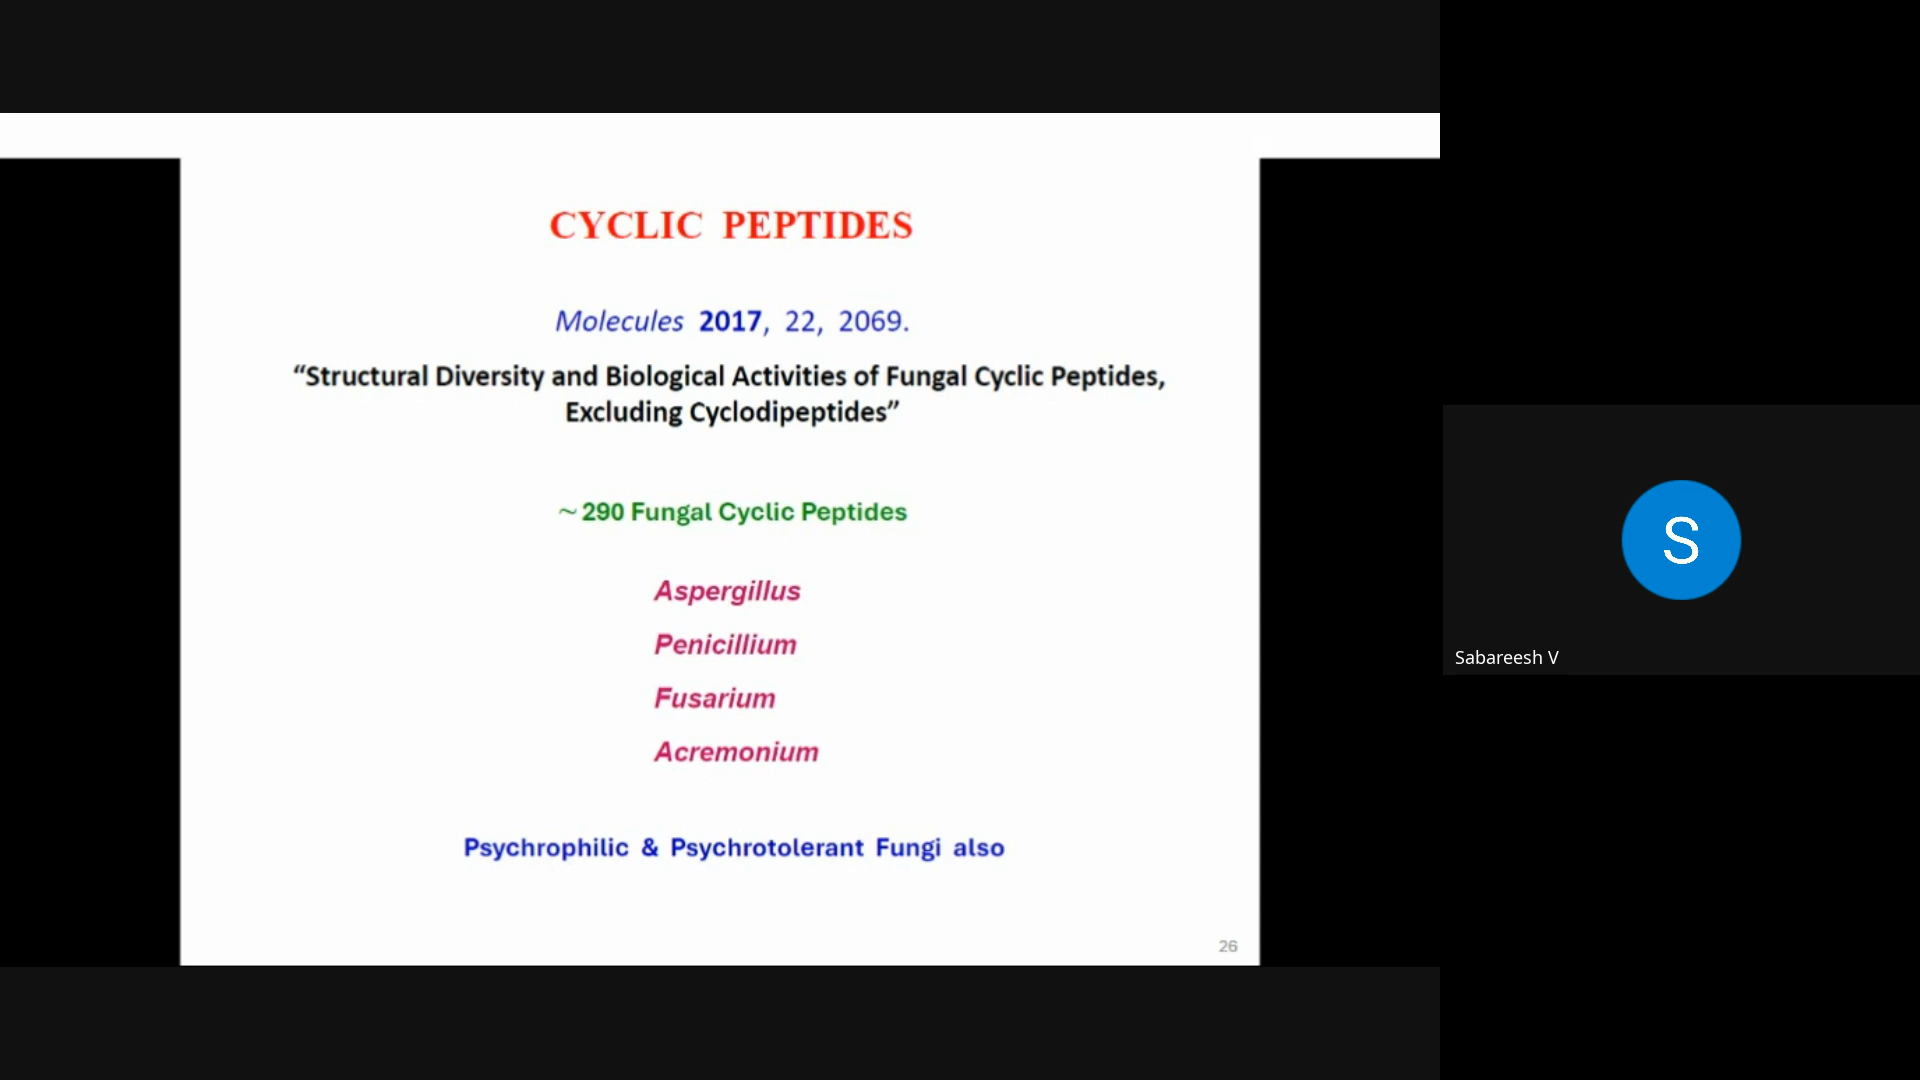 CYCLIC PEPTIDES
Molecules 2017, 22, 2069.
“Structural Diversity and Biological Activities of Fungal Cyclic Peptides,
Excluding Cyclodipeptides”
~ 290 Fungal Cyclic Peptides
Aspergillus
Penicillium
Fusarium
Acremonium
Psychrophilic & Psychrotolerant Fungi also
26
S
Sabareesh V